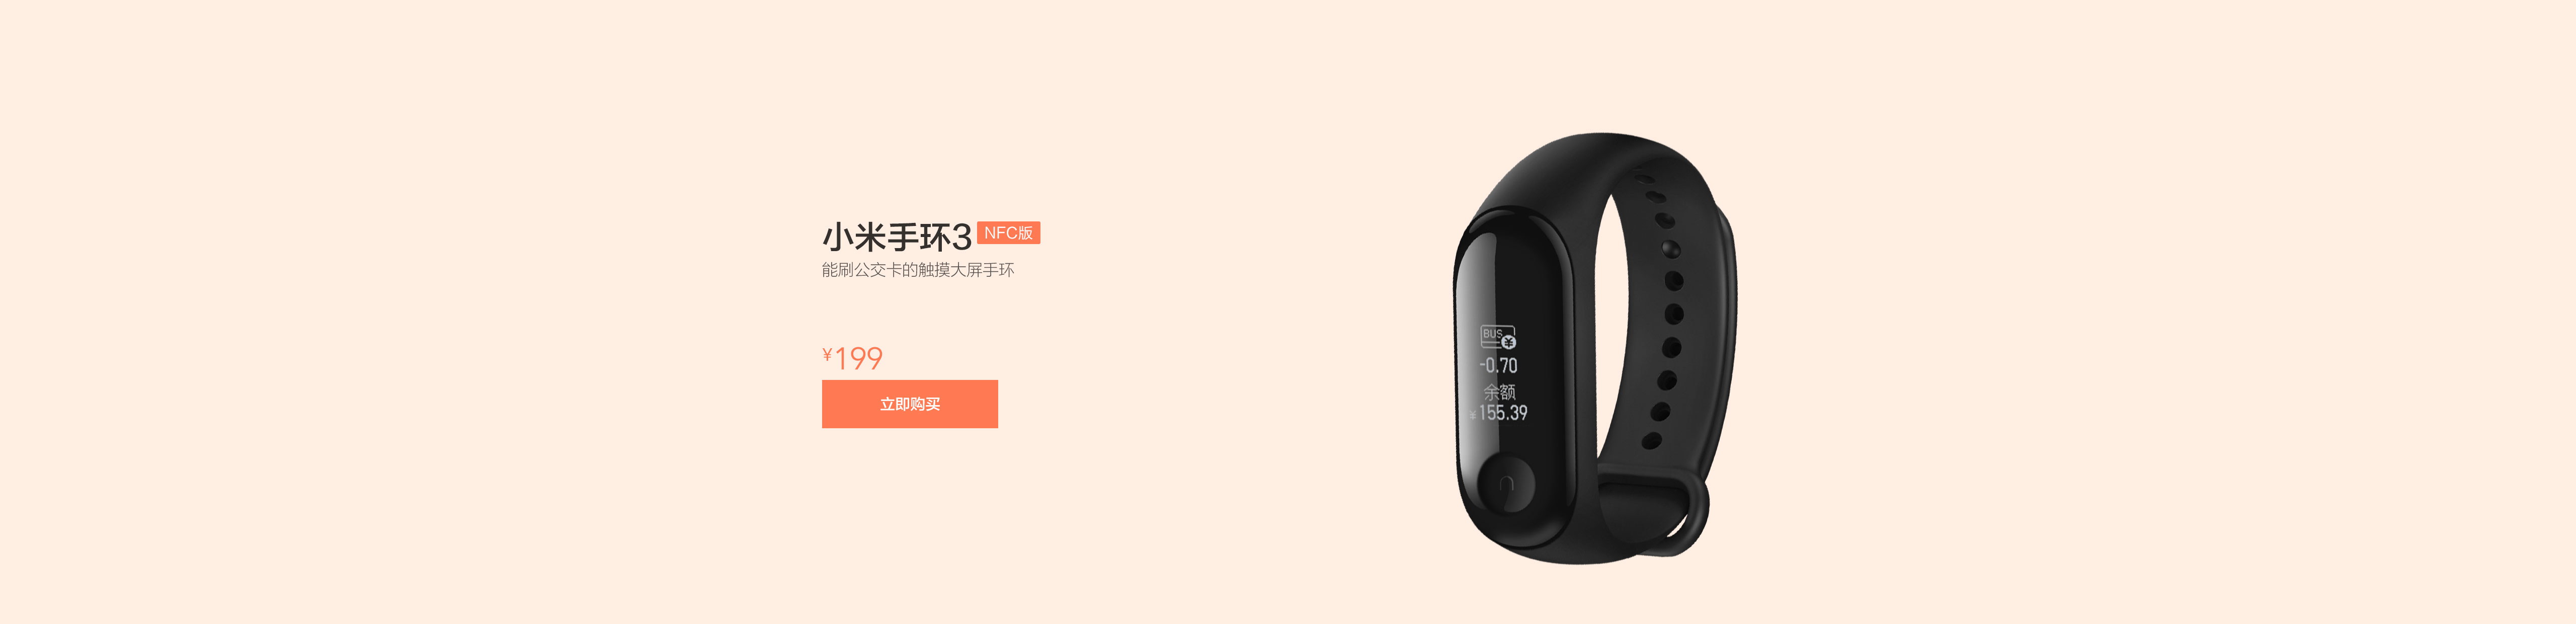 小米手环3 NFC版
能刷公交卡的触摸大屏手环
¥199
立即购买
BUS ¥
-0.70
余额
¥155.39